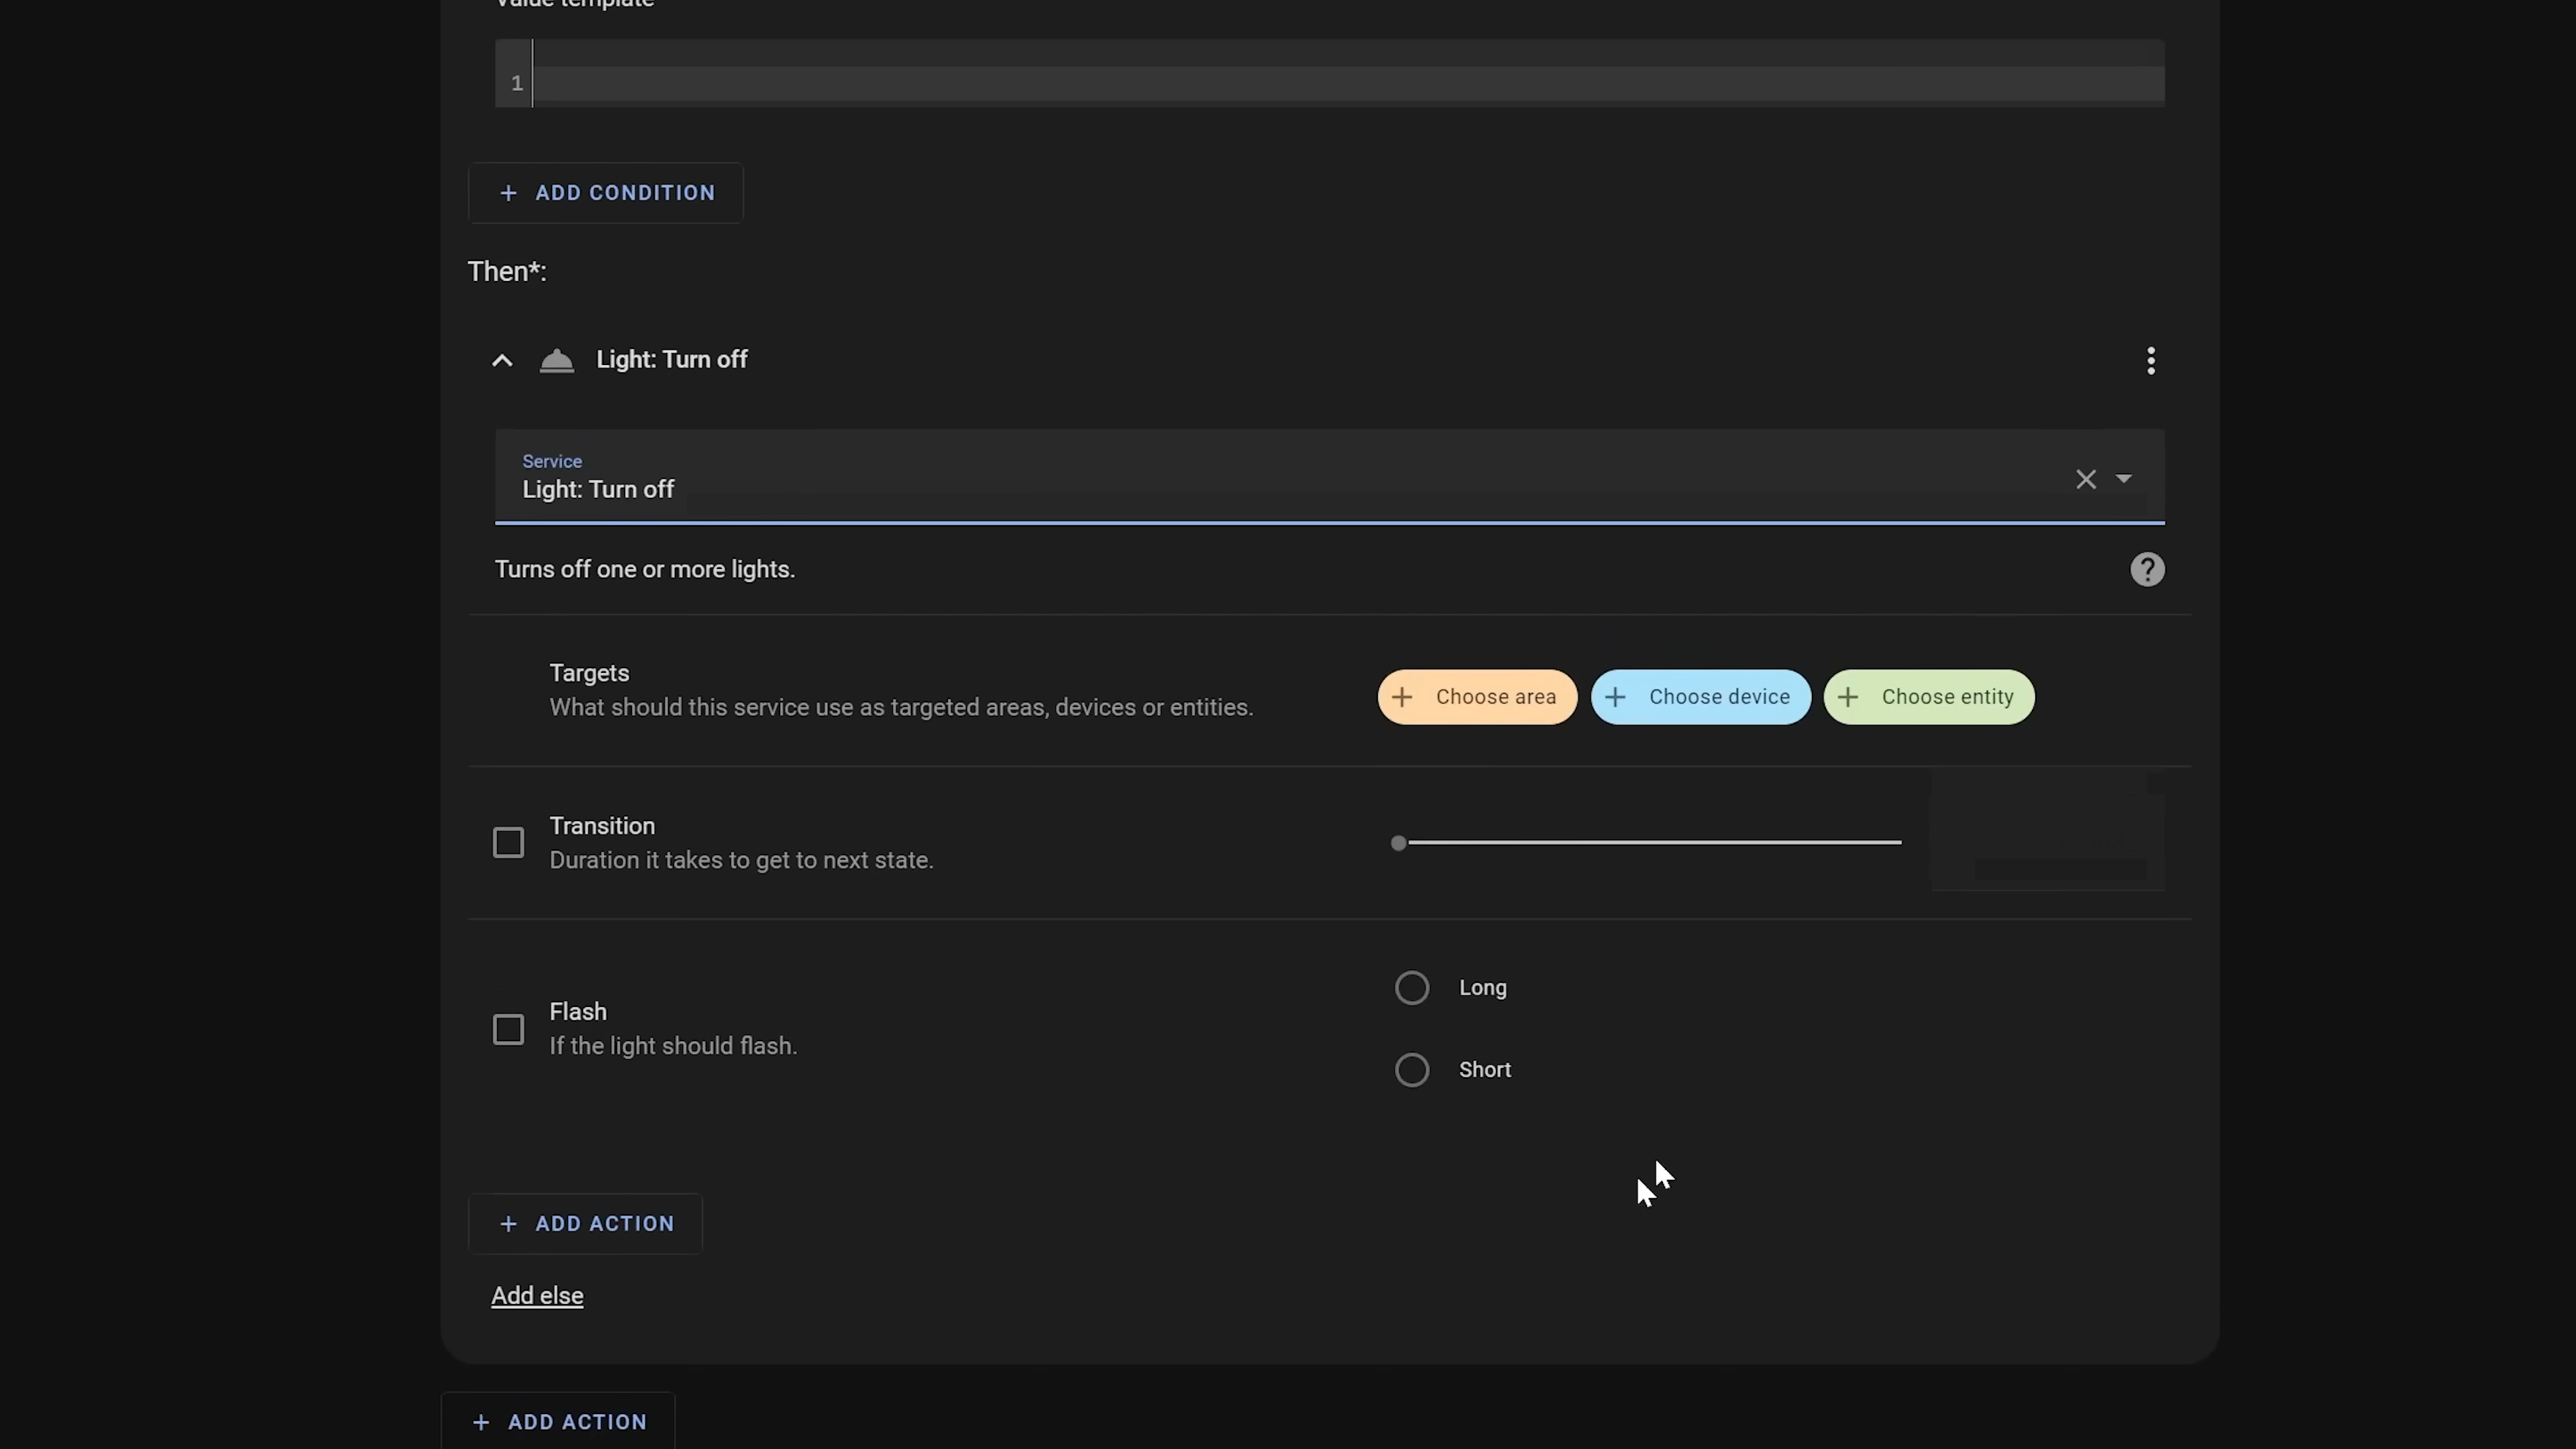 Value template
1
ADD CONDITION
Then*:
Light: Turn off
Service
Light: Turn off
Turns off one or more lights.
Targets
What should this service use as targeted areas, devices or entities.
Choose area
Choose device
Choose entity
Transition
Duration it takes to get to next state.
Flash
If the light should flash.
Long
Short
ADD ACTION
Add else
ADD ACTION